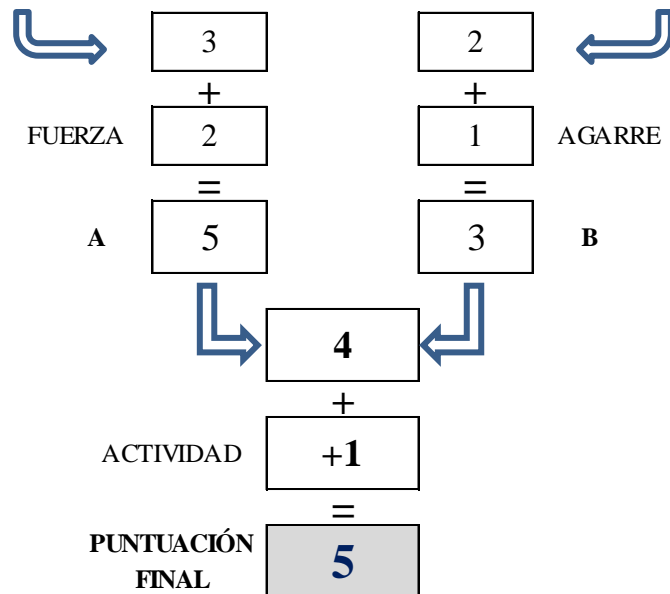 3 2
+ +
FUERZA 2 1 AGARRE
= =
A 5 3 B
4
+
ACTIVIDAD +1
=
PUNTUACIÓN
FINAL 5